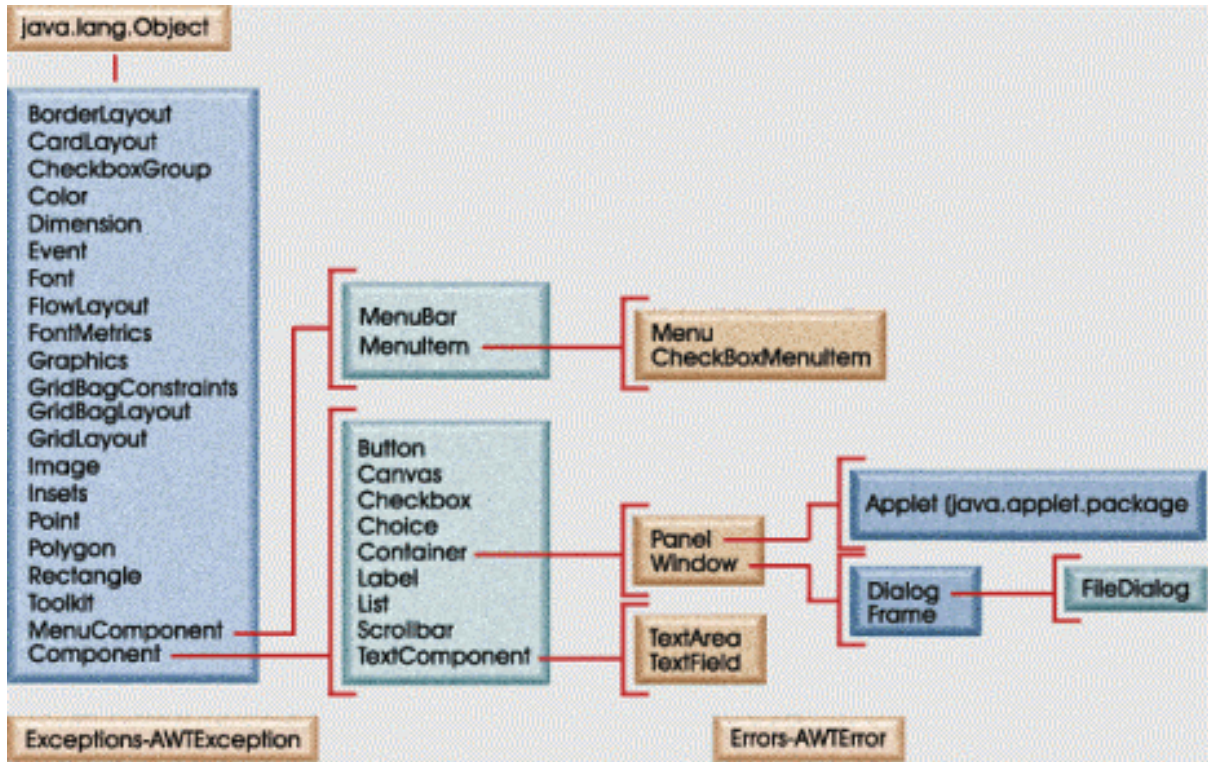 java.lang.Object
BorderLayout
CardLayout
CheckboxGroup
Color
Dimension
Event
Font
FlowLayout
FontMetrics
Graphics
GridBagConstraints
GridBagLayout
GridLayout
Image
Insets
Point
Polygon
Rectangle
Toolkit
MenuComponent
Component
MenuBar
MenuItem
Menu
CheckBoxMenuItem
Button
Canvas
Checkbox
Choice
Container
Label
List
Scrollbar
TextComponent
Panel
Window
TextArea
TextField
Applet (java.applet.package
Dialog
Frame
FileDialog
Exceptions-AWTException
Errors-AWTError